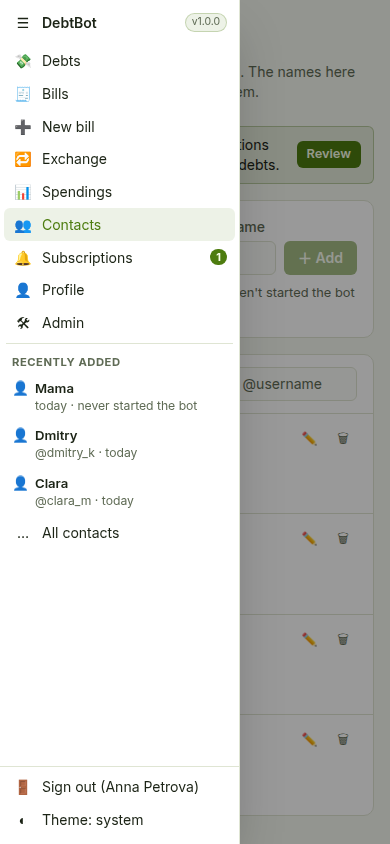 DebtBot
v1.0.0
Debts
Bills
New bill
Exchange
Spendings
Contacts
Subscriptions
1
Profile
Admin
RECENTLY ADDED
Mama
today · never started the bot
Dmitry
@dmitry_k · today
Clara
@clara_m · today
... All contacts
Sign out (Anna Petrova)
Theme: system
. The names here
em.
tions
debts.
Review
ame
+ Add
en't started the bot
@username